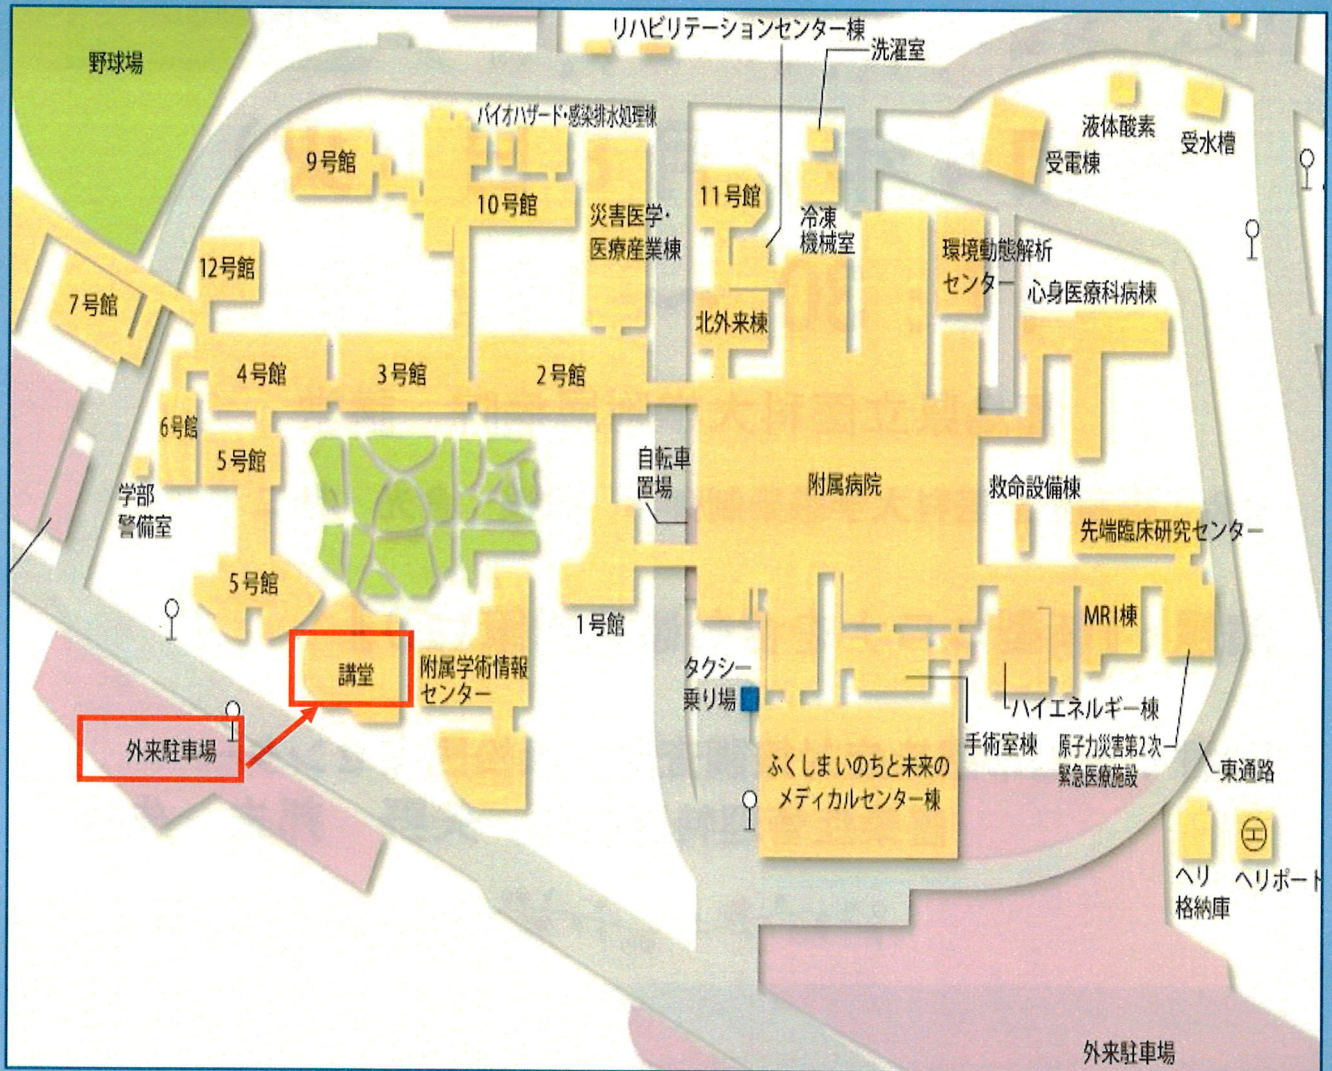 リハビリテーションセンター棟
洗濯室
野球場
バイオハザード・感染排水処理棟
液体酸素
受水槽
受電棟
9号館
10号館
災害医学・
医療産業棟
11号館
冷凍
機械室
環境動態解析
センター
心身医療科病棟
12号館
7号館
北外来棟
4号館
3号館
2号館
6号館
5号館
自転車
置場
附属病院
救命設備棟
学部
警備室
先端臨床研究センター
5号館
1号館
MRI棟
講堂
附属学術情報
センター
タクシー
乗り場
ハイエネルギー棟
手術室棟
原子力災害第2次
緊急医療施設
東通路
外来駐車場
ふくしまいのちと未来の
メディカルセンター棟
H
ヘリ
格納庫
ヘリポート
外来駐車場